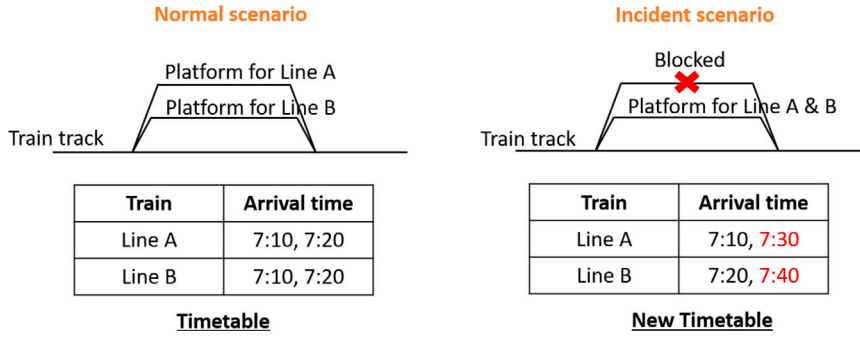 Normal scenario
Platform for Line A
Platform for Line B
Train track
Train Arrival time
Line A 7:10, 7:20
Line B 7:10, 7:20
Timetable
Incident scenario
Blocked
Platform for Line A & B
Train track
Train Arrival time
Line A 7:10, 7:30
Line B 7:20, 7:40
New Timetable